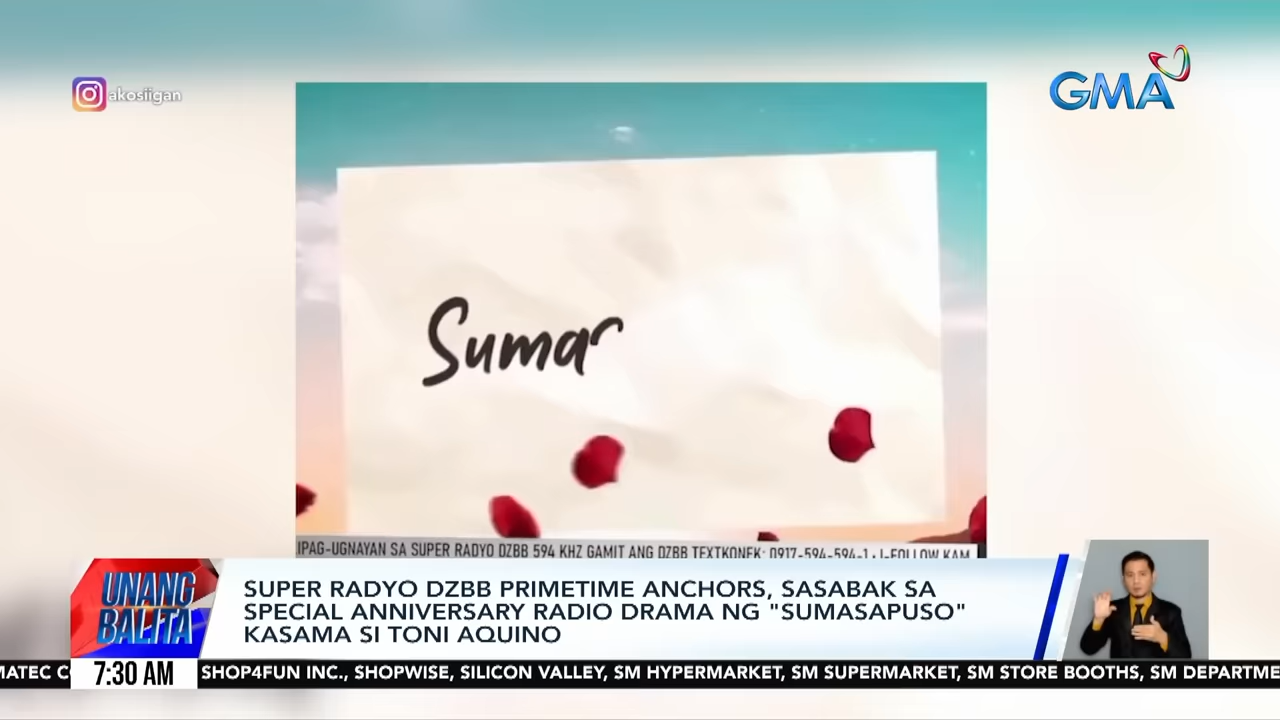 akosiigan
GMA
Suma
IPAG-UGNAYAN SA SUPER RADYO DZBB 594 KHZ GAMIT ANG DZBB TEXTKONEK: 0917-594-594-1 • I-FOLLOW KAM
UNANG
BALITA
SUPER RADYO DZBB PRIMETIME ANCHORS, SASABAK SA
SPECIAL ANNIVERSARY RADIO DRAMA NG "SUMASAPUSO"
KASAMA SI TONI AQUINO
7:30 AM
MATEC C
SHOP4FUN INC., SHOPWISE, SILICON VALLEY, SM HYPERMARKET, SM SUPERMARKET, SM STORE BOOTHS, SM DEPARTME